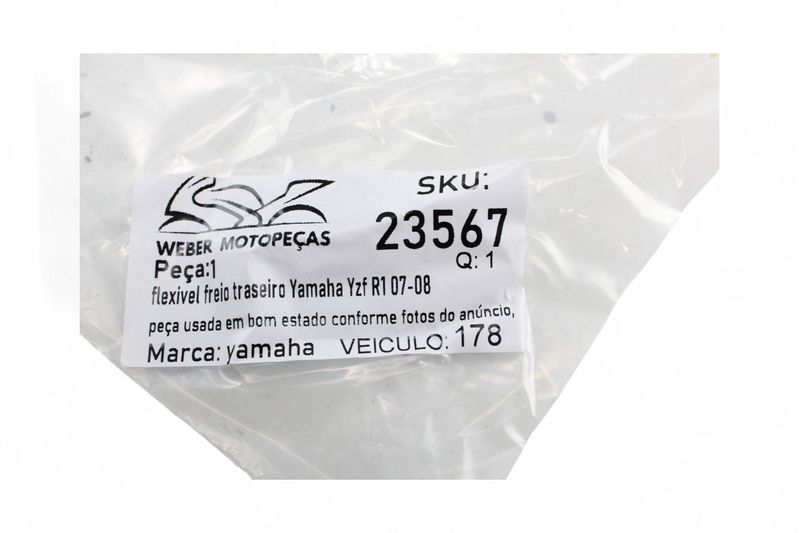 WEBER MOTOPEÇAS
SKU:
23567
Peça:1
Q: 1
flexivel freio traseiro Yamaha Yzf R1 07-08
peça usada em bom estado conforme fotos do anúncio,
Marca: yamaha VEICULO: 178